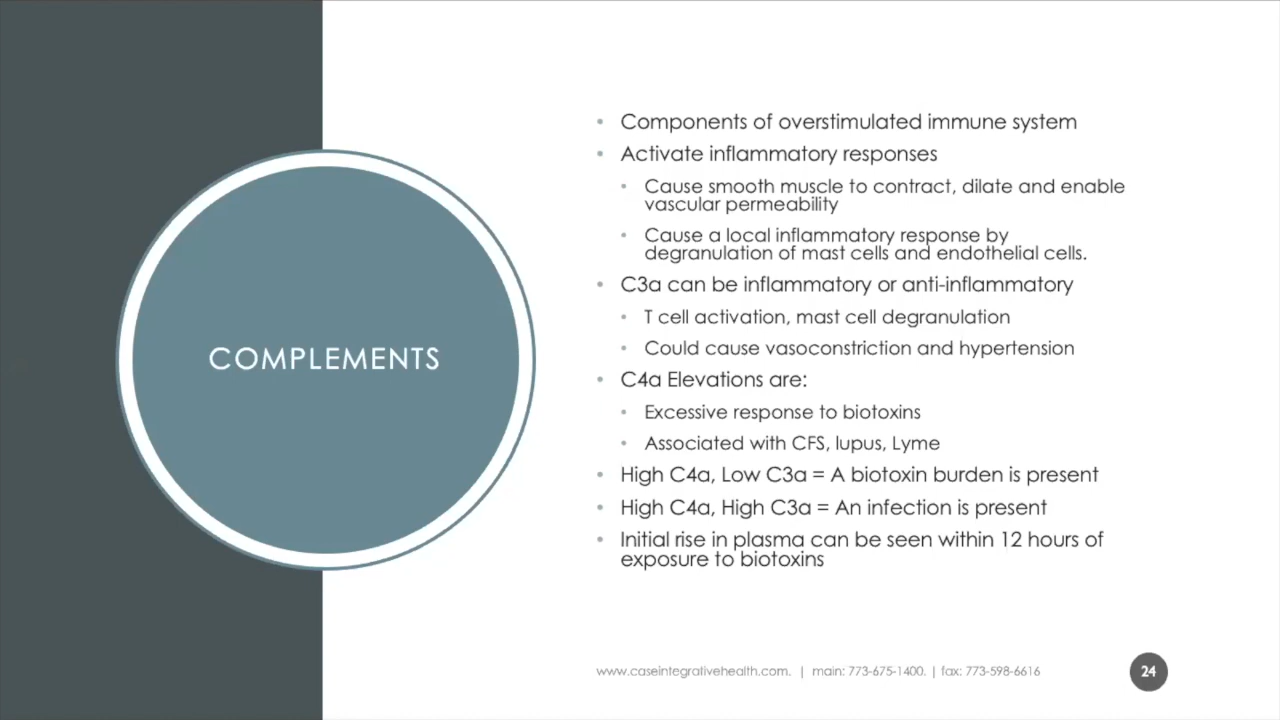 COMPLEMENTS
• Components of overstimulated immune system
• Activate inflammatory responses
• Cause smooth muscle to contract, dilate and enable
vascular permeability
• Cause a local inflammatory response by
degranulation of mast cells and endothelial cells.
• C3a can be inflammatory or anti-inflammatory
• T cell activation, mast cell degranulation
• Could cause vasoconstriction and hypertension
• C4a Elevations are:
• Excessive response to biotoxins
• Associated with CFS, lupus, Lyme
• High C4a, Low C3a = A biotoxin burden is present
• High C4a, High C3a = An infection is present
• Initial rise in plasma can be seen within 12 hours of
exposure to biotoxins
www.caseintegrativehealth.com. | main: 773-675-1400. | fax: 773-598-6616
24